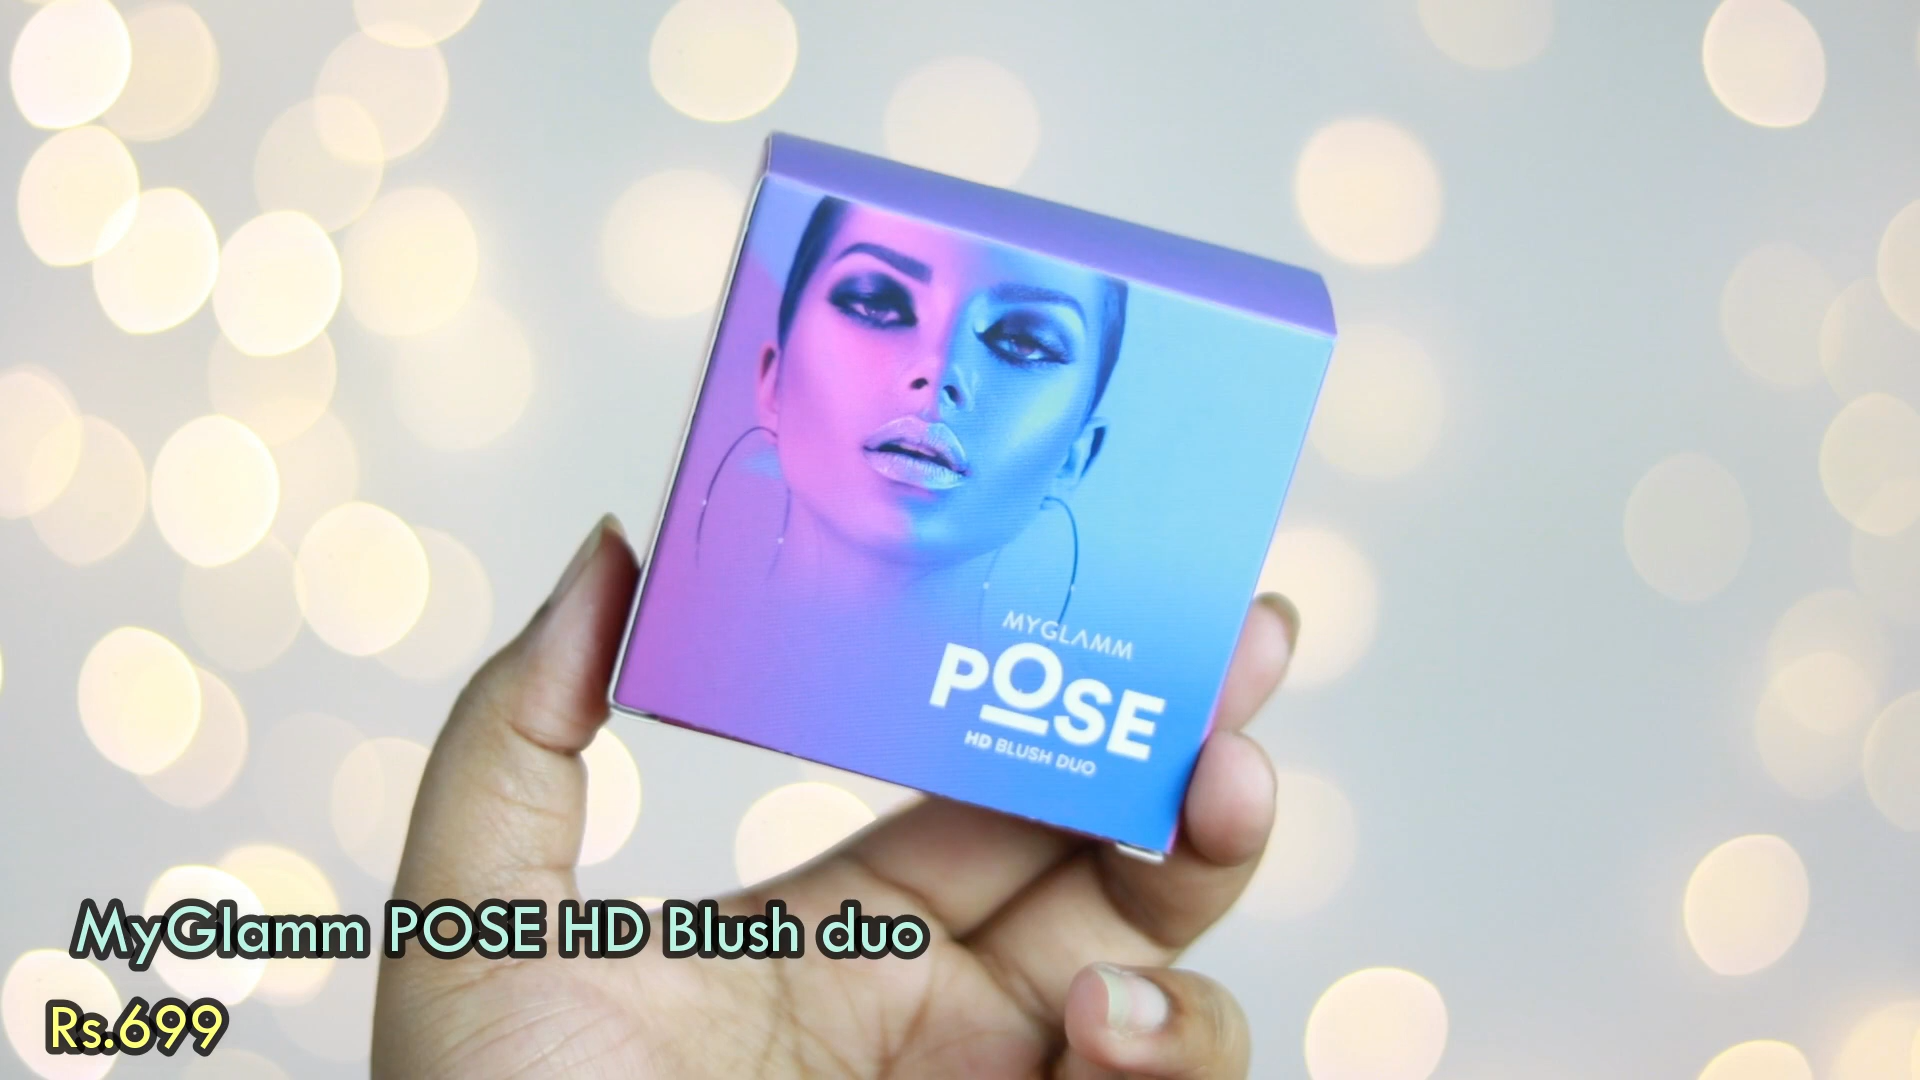 MYGLAMM
POSE
HD BLUSH DUO
MyGlamm POSE HD Blush duo
Rs.699